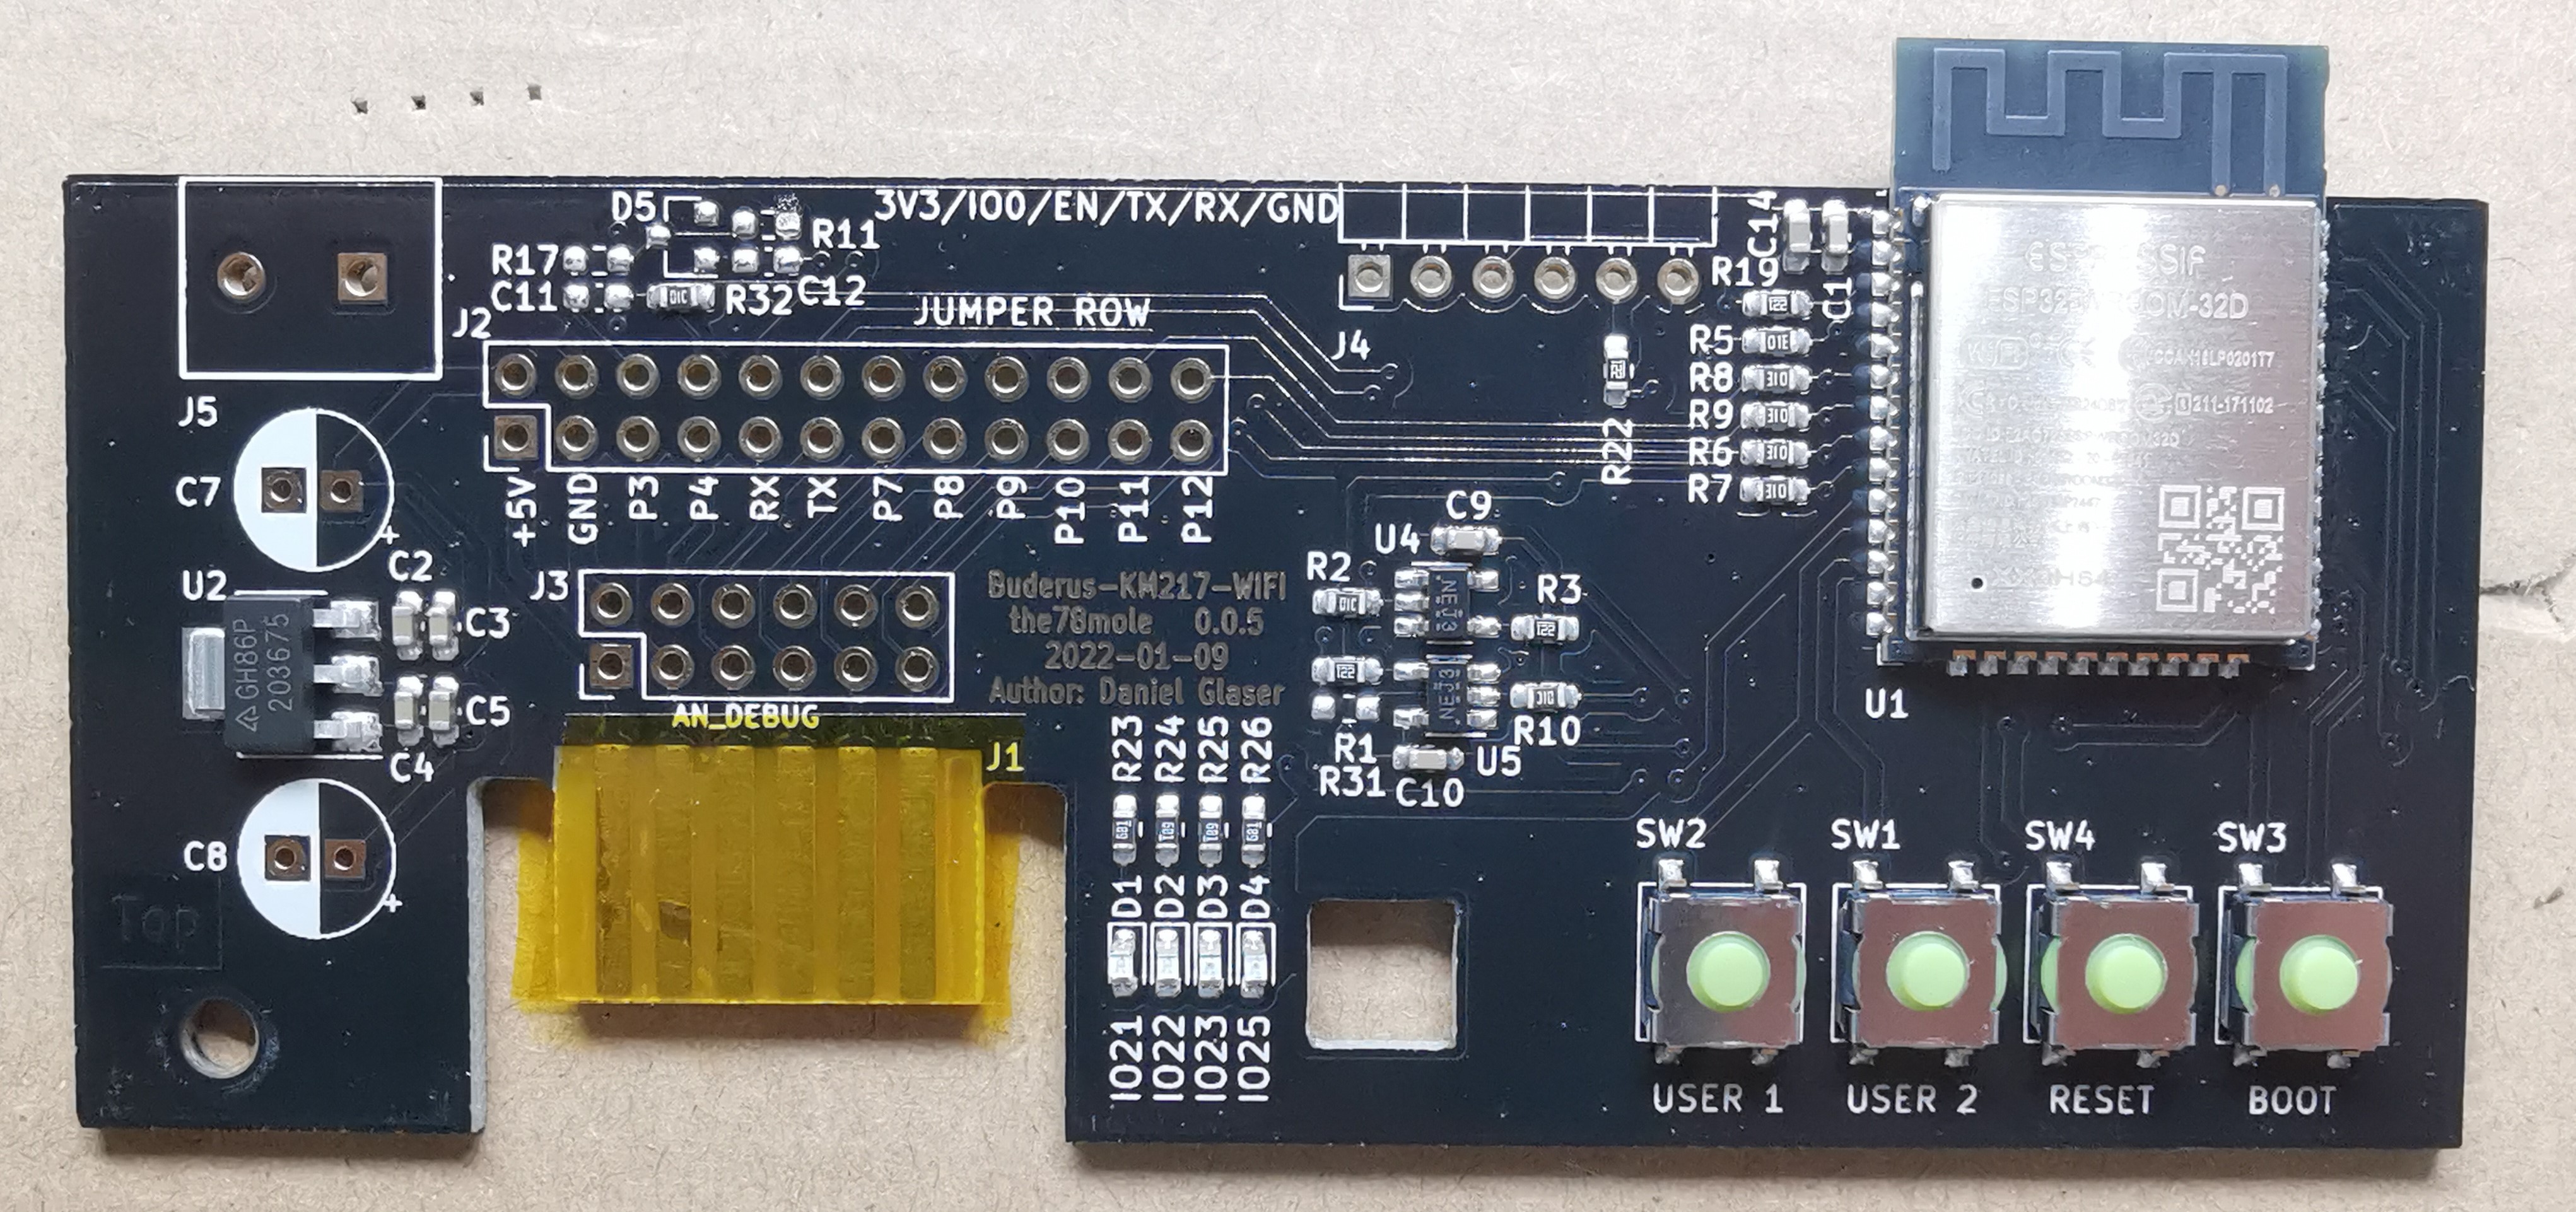 D5
3V3/IO0/EN/TX/RX/GND
R11
R17
C11
R32
C12
C14
R19
C1
J2
JUMPER ROW
J4
ESP32-WROOM-32D
211-171102
R5
R8
R9
R6
R7
R22
J5
C7
+
+5V
GND
P3
P4
RX
TX
P7
P8
P9
P10
P11
P12
C9
U4
R2
R3
C2
U2
C3
GH86P
203675
C5
C4
J3
Buderus-KM217-WIFI
the78mole 0.0.5
2022-01-09
Author: Daniel Glaser
AN_DEBUG
J1
R1
R31
C10
U5
R10
U1
R23
R24
R25
R26
C8
+
Top
D1
D2
D3
D4
IO21
IO22
IO23
IO25
SW2
SW1
SW4
SW3
USER 1
USER 2
RESET
BOOT